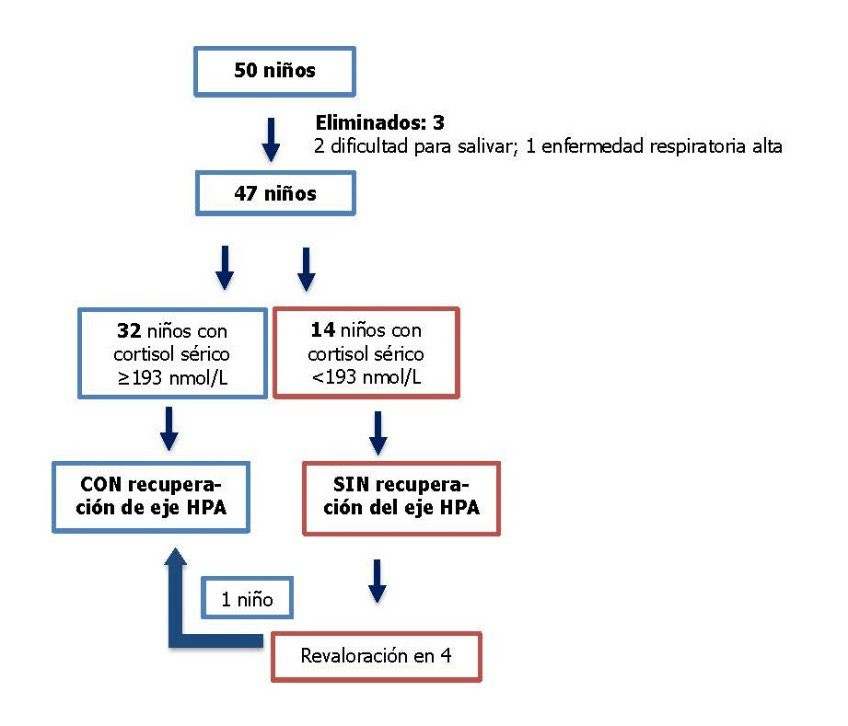 50 niños
Eliminados: 3
2 dificultad para salivar; 1 enfermedad respiratoria alta
47 niños
32 niños con
cortisol sérico
≥193 nmol/L
14 niños con
cortisol sérico
<193 nmol/L
CON recupera-
ción de eje HPA
SIN recupera-
ción del eje HPA
1 niño
Revaloración en 4